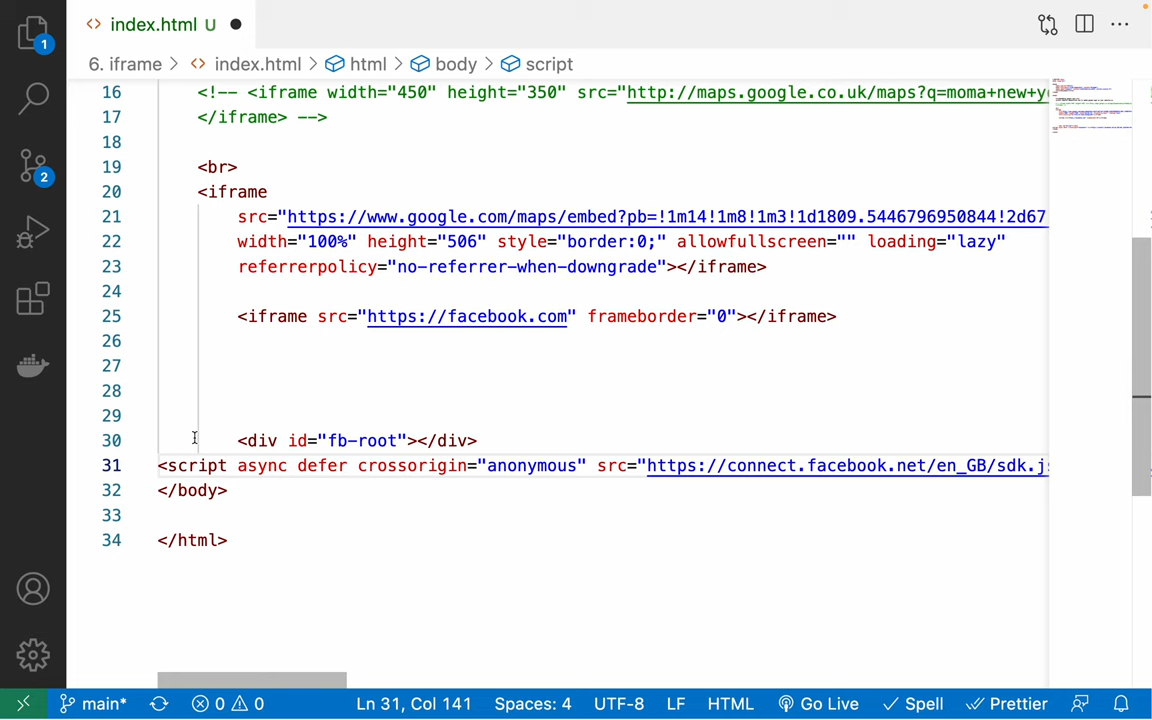 index.html U
6. iframe > index.html > html > body > script
1
2
16 <!-- <iframe width="450" height="350" src="http://maps.google.co.uk/maps?q=moma+new+y
17 </iframe> -->
18
19 <br>
20 <iframe
21 src="https://www.google.com/maps/embed?pb=!1m14!1m8!1m3!1d1809.5446796950844!2d67
22 width="100%" height="506" style="border:0;" allowfullscreen="" loading="lazy"
23 referrerpolicy="no-referrer-when-downgrade"></iframe>
24
25 <iframe src="https://facebook.com" frameborder="0"></iframe>
26
27
28
29
30 <div id="fb-root"></div>
31 <script async defer crossorigin="anonymous" src="https://connect.facebook.net/en_GB/sdk.j
32 </body>
33
34 </html>
main* 0 0 Ln 31, Col 141 Spaces: 4 UTF-8 LF HTML Go Live Spell Prettier